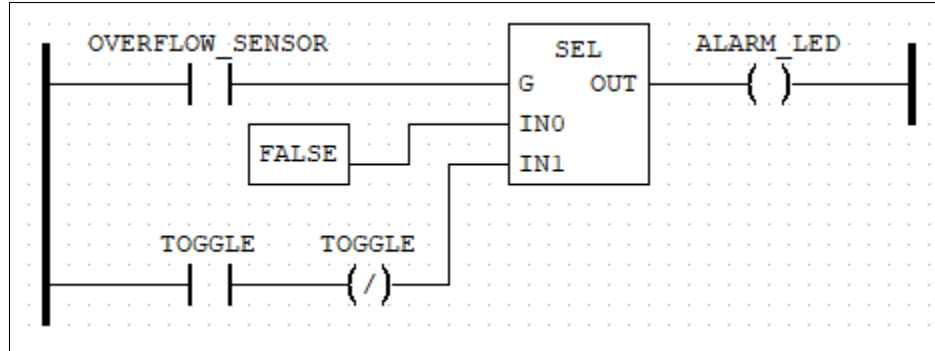 OVERFLOW_SENSOR
SEL
ALARM_LED
G OUT
IN0
FALSE
IN1
TOGGLE TOGGLE
/